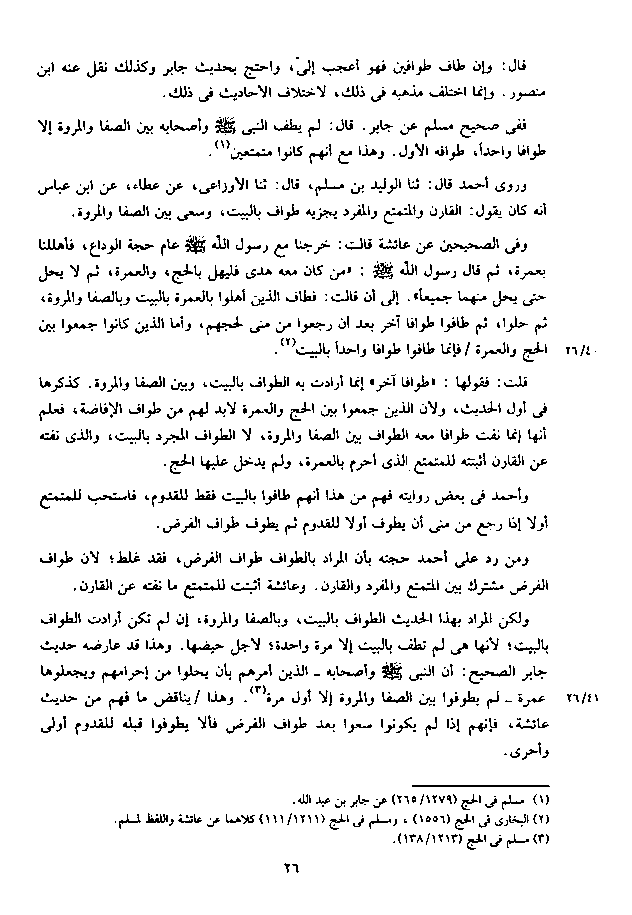 قال: وإن طاف طوافين فهو أعجب إلىّ، واحتج بحديث جابر وكذلك نقل عنه ابن
منصور. وإنما اختلف مذهبه فى ذلك، لاختلاف الأحاديث فى ذلك.
ففى صحيح مسلم عن جابر. قال: لم يطف النبى ﷺ وأصحابه بين الصفا والمروة إلا
طوافا واحداً، طوافه الأول. وهذا مع أنهم كانوا متمتعين(١).
وروى أحمد قال: ثنا الوليد بن مسلم، قال: ثنا الأوزاعى، عن عطاء، عن ابن عباس
أنه كان يقول: القارن والمتمتع والمفرد يجزيه طواف بالبيت، وسعى بين الصفا والمروة.
وفى الصحيحين عن عائشة قالت: خرجنا مع رسول الله ﷺ عام حجة الوداع، فأهللنا
بعمرة، ثم قال رسول الله ﷺ : «من كان معه هدى فليهل بالحج، والعمرة، ثم لا يحل
حتى يحل منهما جميعاً». إلى أن قالت: فطاف الذين أهلوا بالعمرة بالبيت وبالصفا والمروة،
ثم حلوا، ثم طافوا طوافا آخر بعد أن رجعوا من منى لحجهم، وأما الذين كانوا جمعوا بين
٢٦/٤٠ الحج والعمرة / فإنما طافوا طوافا واحداً بالبيت(٢).
قلت: فقولها : «طوافا آخر» إنما أرادت به الطواف بالبيت، وبين الصفا والمروة. كذكرها
فى أول الحديث، ولأن الذين جمعوا بين الحج والعمرة لابد لهم من طواف الإفاضة، فعلم
أنها إنما نفت طوافا معه الطواف بين الصفا والمروة، لا الطواف المجرد بالبيت، والذى نفته
عن القارن أثبتته للمتمتع الذى أحرم بالعمرة، ولم يدخل عليها الحج.
وأحمد فى بعض روايته فهم من هذا أنهم طافوا بالبيت فقط للقدوم، فاستحب للمتمتع
أولا إذا رجع من منى أن يطوف أولا للقدوم ثم يطوف طواف الفرض.
ومن رد على أحمد حجته بأن المراد بالطواف طواف الفرض، فقد غلط؛ لأن طواف
الفرض مشترك بين المتمتع والمفرد والقارن. وعائشة أثبتت للمتمتع ما نفته عن القارن.
ولكن المراد بهذا الحديث الطواف بالبيت، وبالصفا والمروة، إن لم تكن أرادت الطواف
بالبيت؛ لأنها هى لم تطف بالبيت إلا مرة واحدة؛ لاجل حيضها. وهذا قد عارضه حديث
جابر الصحيح: أن النبى ﷺ وأصحابه ـ الذين أمرهم بأن يحلوا من إحرامهم ويجعلوها
٢٦/٤١ عمرة ـ لم يطوفوا بين الصفا والمروة إلا أول مرة(٣). وهذا / يناقض ما فهم من حديث
عائشة، فإنهم إذا لم يكونوا سعوا بعد طواف الفرض فألا يطوفوا قبله للقدوم أولى
وأحرى.
(١) مسلم فى الحج (١٢٧٩/ ٢٦٥) عن جابر بن عبد الله.
(٢) البخارى فى الحج (١٥٥٦) ، ومسلم فى الحج (١٢١١/ ١١١) كلاهما عن عائشة واللفظ لمسلم.
(٣) مسلم فى الحج (١٢١٣/ ١٣٨).
٢٦